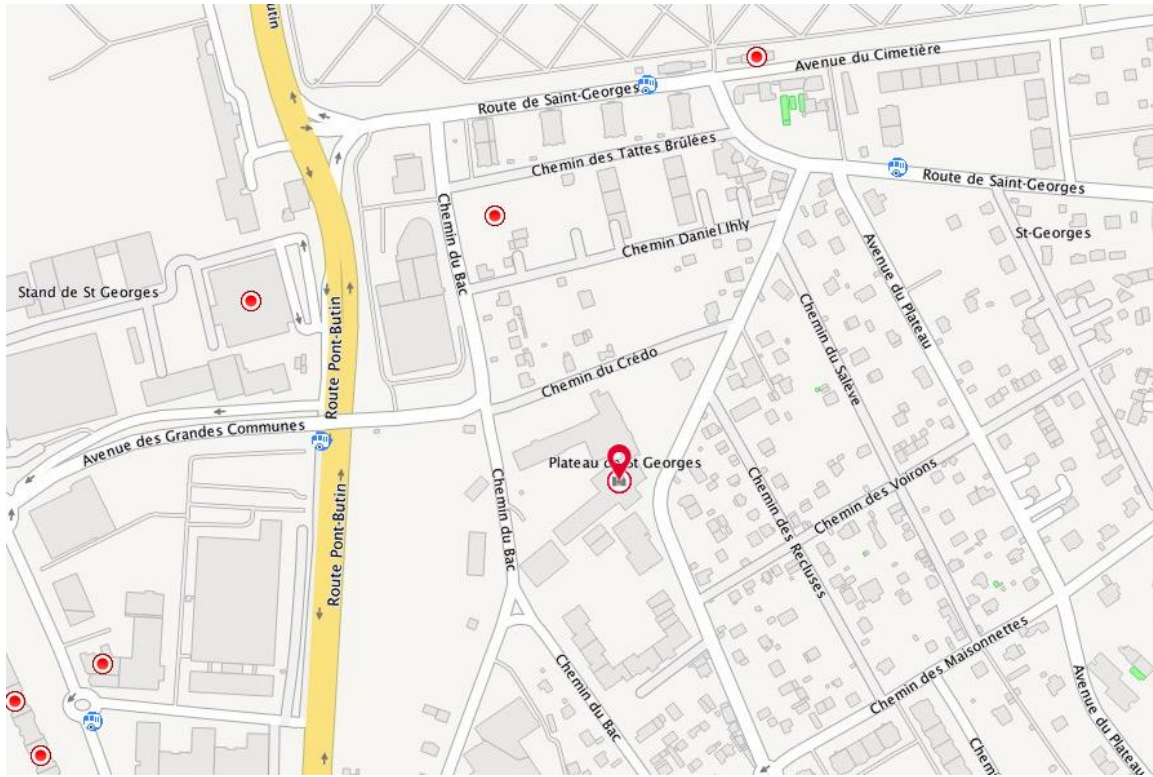 Butin
-Butin
Avenue du Cimetière
Route de Saint-Georges
Chemin des Tattes Brûlées
Route de Saint-Georges
Chemin du Bac
Chemin Daniel Ihly
St-Georges
Avenue du Plateau
Stand de St Georges
Route Pont-Butin
Chemin du Salève
Chemin du Crédo
Avenue des Grandes Communes
Plateau de St Georges
Chemin des Voirons
Chemin du Bac
Route Pont-Butin
Chemin des Recluses
Chemin des Maisonnettes
Chemin du Bac
Avenue du Plateau